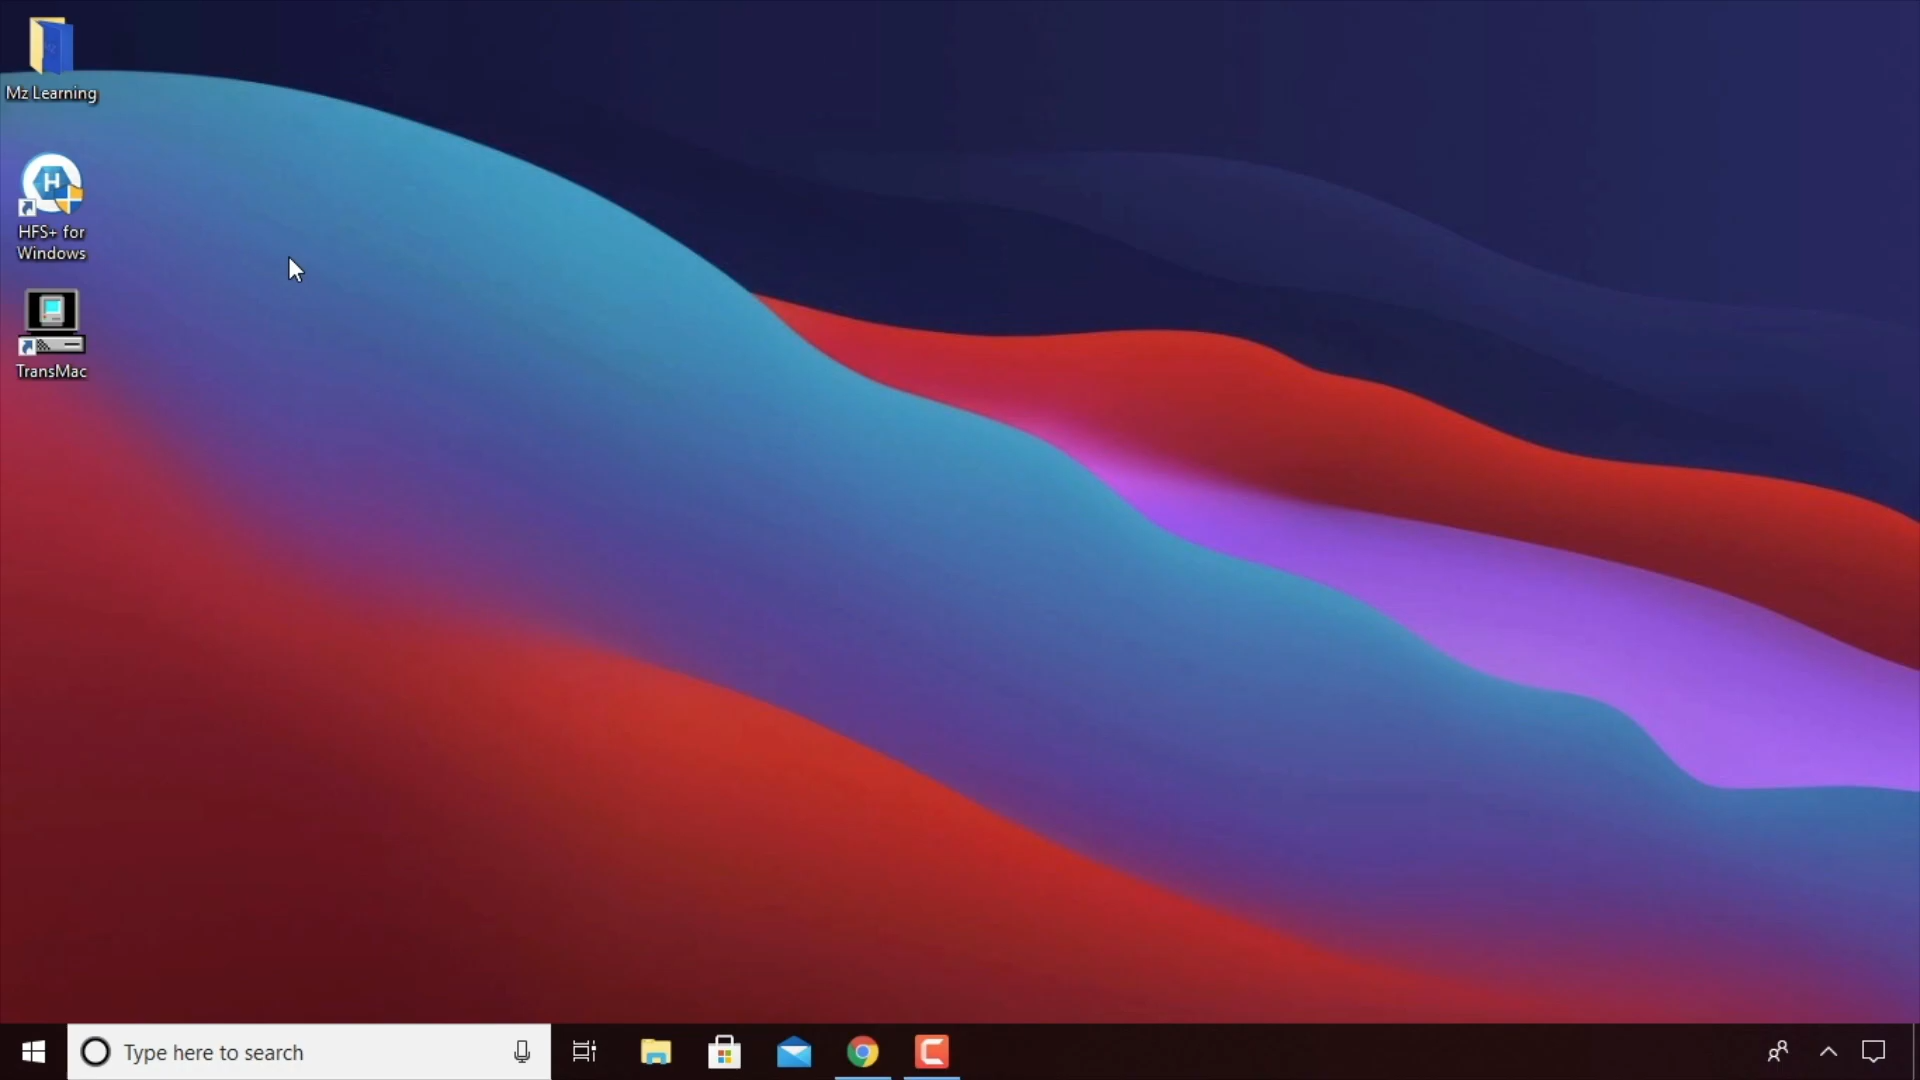 Mz Learning
HFS+ for
Windows
TransMac
Type here to search